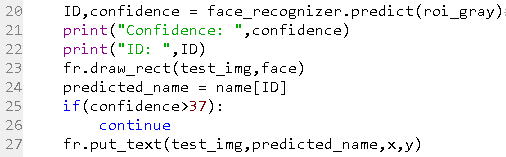 20 ID,confidence = face_recognizer.predict(roi_gray)
21 print("Confidence: ",confidence)
22 print("ID: ",ID)
23 fr.draw_rect(test_img,face)
24 predicted_name = name[ID]
25 if(confidence>37):
26 continue
27 fr.put_text(test_img,predicted_name,x,y)